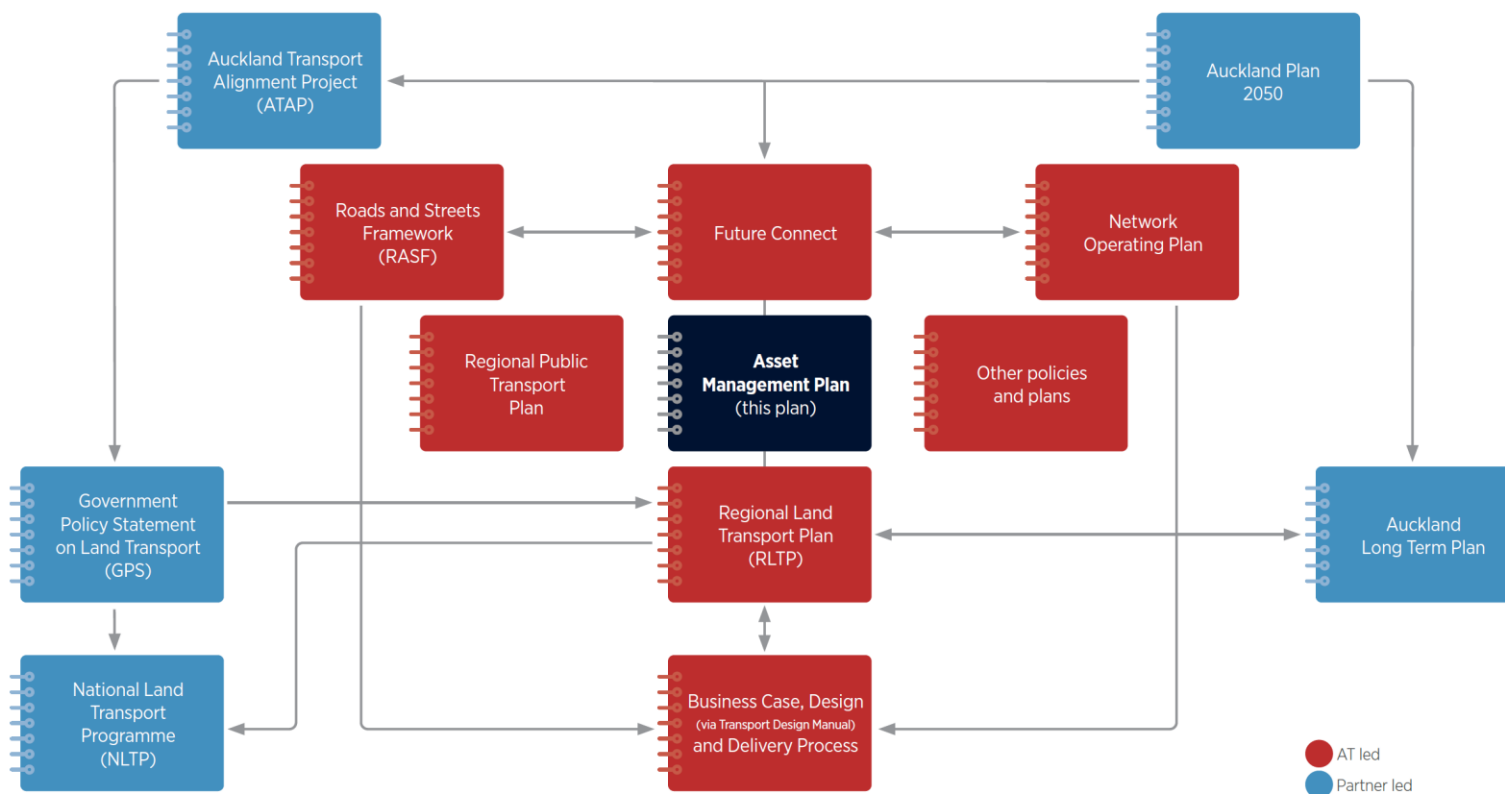 Auckland Transport
Alignment Project
(ATAP)
Auckland Plan
2050
Roads and Streets
Framework
(RASF)
Future Connect
Network
Operating Plan
Regional Public
Transport
Plan
Asset
Management Plan
(this plan)
Other policies
and plans
Government
Policy Statement
on Land Transport
(GPS)
Regional Land
Transport Plan
(RLTP)
Auckland
Long Term Plan
National Land
Transport
Programme
(NLTP)
Business Case, Design
(via Transport Design Manual)
and Delivery Process
AT led
Partner led